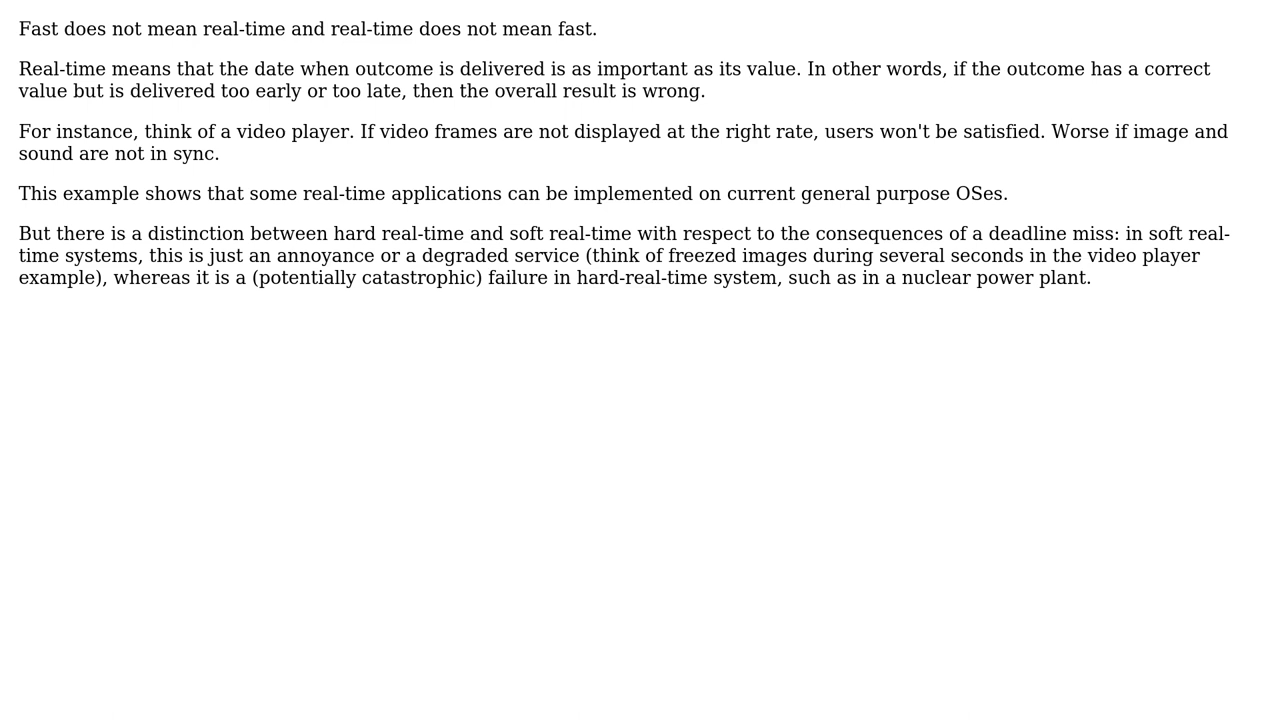 Fast does not mean real-time and real-time does not mean fast.
Real-time means that the date when outcome is delivered is as important as its value. In other words, if the outcome has a correct
value but is delivered too early or too late, then the overall result is wrong.
For instance, think of a video player. If video frames are not displayed at the right rate, users won't be satisfied. Worse if image and
sound are not in sync.
This example shows that some real-time applications can be implemented on current general purpose OSes.
But there is a distinction between hard real-time and soft real-time with respect to the consequences of a deadline miss: in soft real-
time systems, this is just an annoyance or a degraded service (think of freezed images during several seconds in the video player
example), whereas it is a (potentially catastrophic) failure in hard-real-time system, such as in a nuclear power plant.